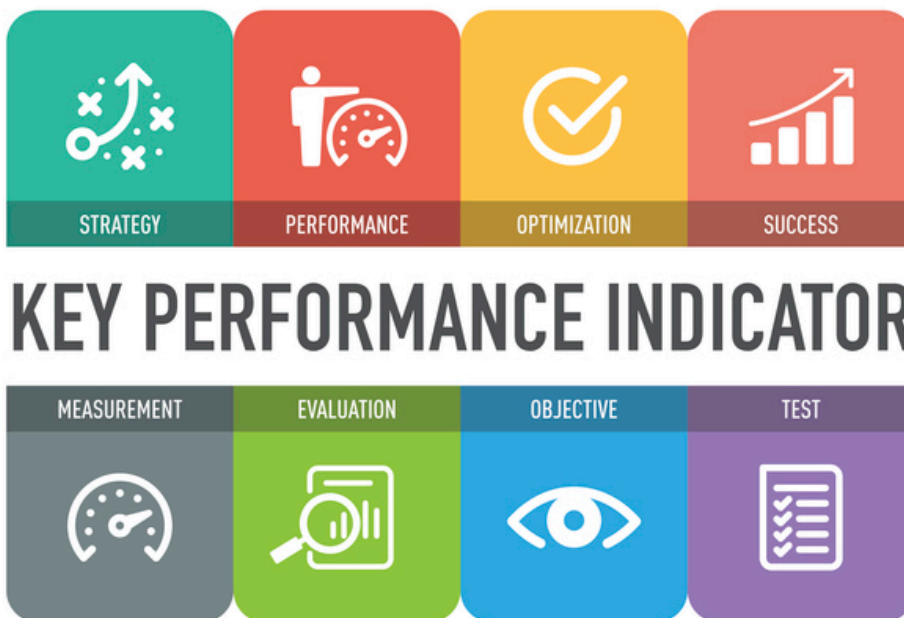 STRATEGY PERFORMANCE OPTIMIZATION SUCCESS
KEY PERFORMANCE INDICATOR
MEASUREMENT EVALUATION OBJECTIVE TEST